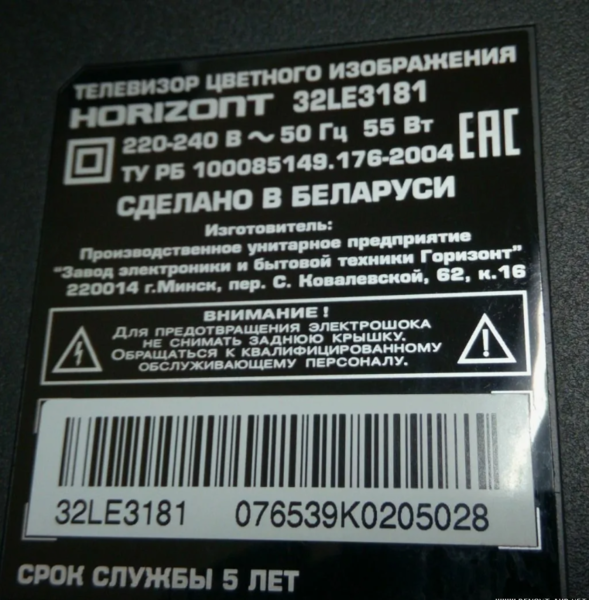 ТЕЛЕВИЗОР ЦВЕТНОГО ИЗОБРАЖЕНИЯ
HORIZONT 32LE3181
220-240 В ~ 50 Гц 55 Вт
ТУ РБ 100085149.176-2004
EAC
СДЕЛАНО В БЕЛАРУСИ
Изготовитель:
Производственное унитарное предприятие
"Завод электроники и бытовой техники Горизонт"
220014 г.Минск, пер. С. Ковалевской, 62, к.16
ВНИМАНИЕ!
Для предотвращения электрошока
не снимать заднюю крышку.
Обращаться к квалифицированному
обслуживающему персоналу.
32LE3181 076539K0205028
СРОК СЛУЖБЫ 5 ЛЕТ